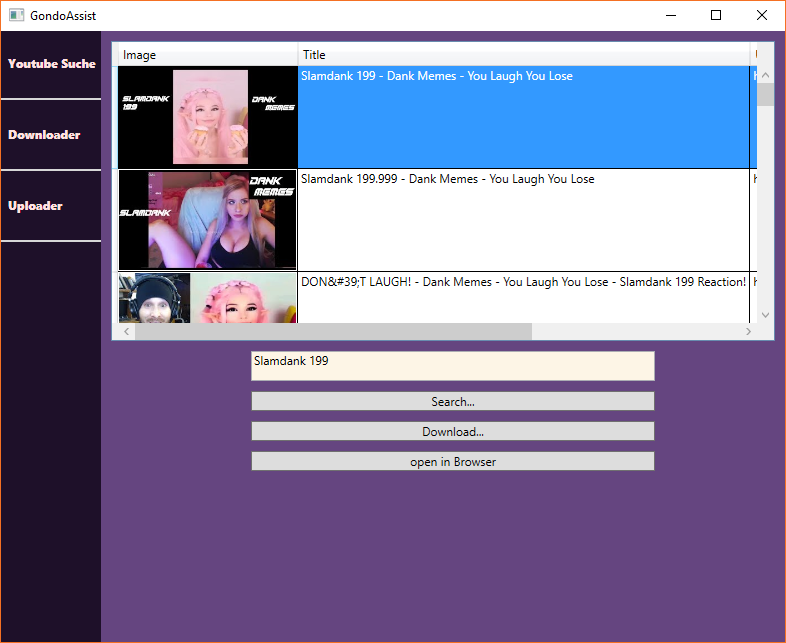 GondoAssist
Youtube Suche
Downloader
Uploader
Image
Title
SLAMDANK
199
DANK
MEMES
Slamdank 199 - Dank Memes - You Laugh You Lose
SLAMDANK
DANK
MEMES
Slamdank 199.999 - Dank Memes - You Laugh You Lose
DON&#39;T LAUGH! - Dank Memes - You Laugh You Lose - Slamdank 199 Reaction!
Slamdank 199
Search...
Download...
open in Browser